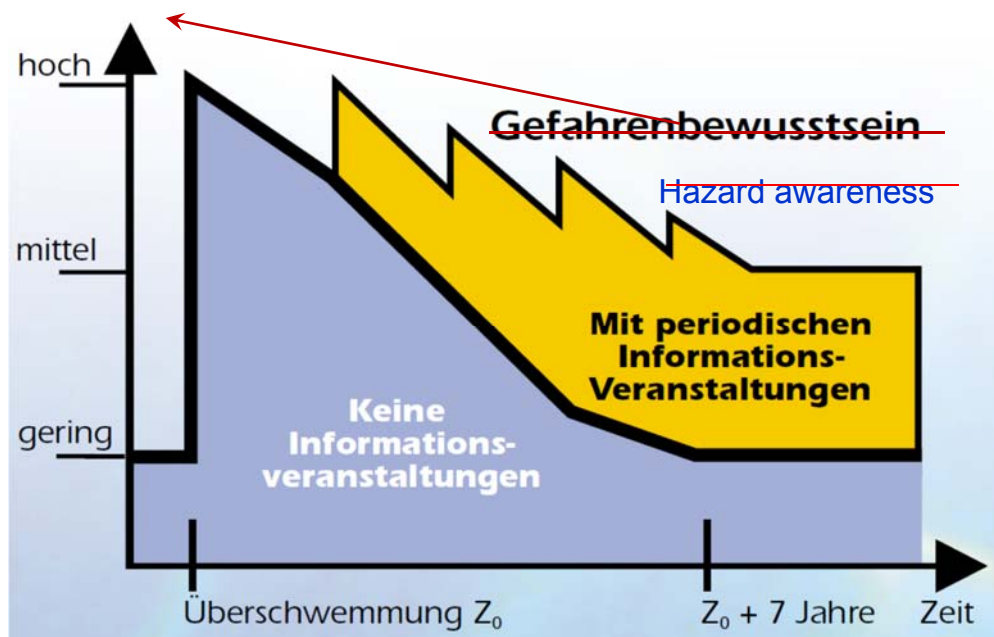 hoch
Gefahrenbewusstsein
Hazard awareness
mittel
Mit periodischen
Informations-
Veranstaltungen
gering
Keine
Informations-
veranstaltungen
Überschwemmung Z₀
Z₀ + 7 Jahre
Zeit